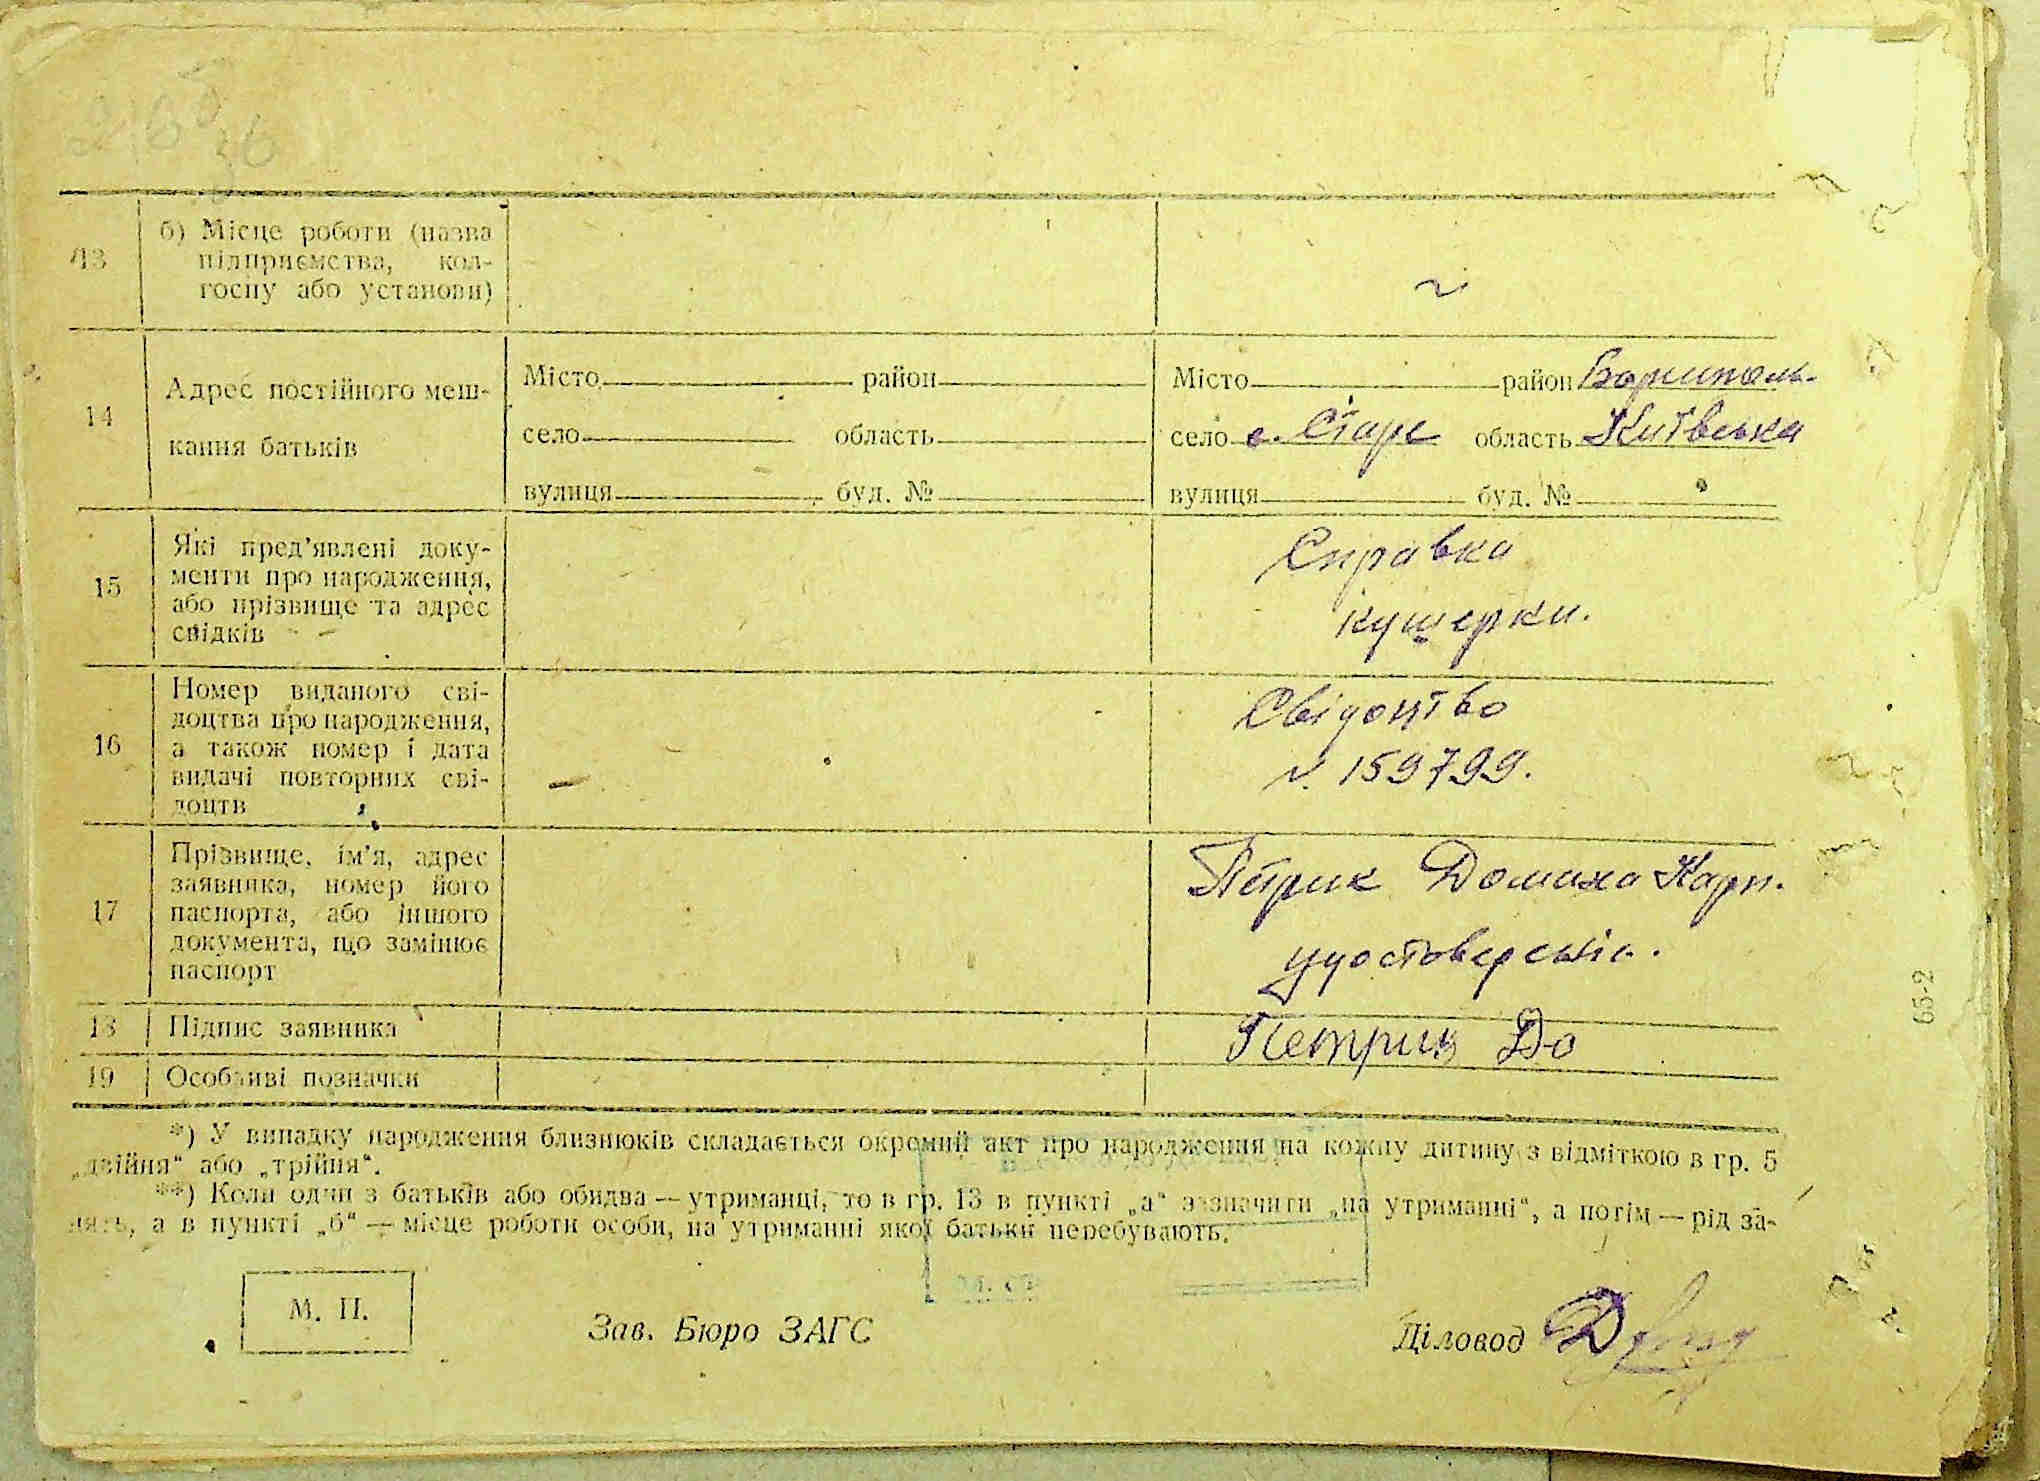 13 б) Місце роботи (назва
підприємства, кол-
госпу або установи)
14 Адрес постійного меш-
кання батьків
Місто район
село область
вулиця буд. №
Місто район Бориполь-
село с. Старе область Київська
вулиця буд. №
15 Які пред’явлені доку-
менти про народження,
або прізвище та адрес
свідків
Справка
кушерки.
16 Номер виданого сві-
доцтва про народження,
а також номер і дата
видачі повторних сві-
доцтв
Свідоцтво
№ 159799.
17 Прізвище, ім’я, адрес
заявника, номер його
паспорта, або іншого
документа, що замінює
паспорт
Петрик Домаха Карп.
удостоверенія.
18 Підпис заявника Петрик До
19 Особливі позначки
*) У випадку народження близнюків складається окремий акт про народження на кожну дитину з відміткою в гр. 5
„двійня“ або „трійня“.
**) Коли один з батьків або обидва — утриманці, то в гр. 13 в пункті „а“ зазначити „на утриманні“, а потім — рід за-
нять, а в пункті „б“ — місце роботи особи, на утриманні якої батьки перебувають.
М. П.
Зав. Бюро ЗАГС
Діловод
65-2